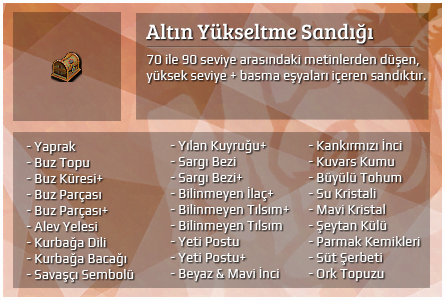 Altın Yükseltme Sandığı
70 ile 90 seviye arasındaki metinlerden düşen,
yüksek seviye + basma eşyaları içeren sandıktır.
- Yaprak
- Buz Topu
- Buz Küresi+
- Buz Parçası
- Buz Parçası+
- Alev Yelesi
- Kurbağa Dili
- Kurbağa Bacağı
- Savaşçı Sembolü
- Yılan Kuyruğu+
- Sargı Bezi
- Sargı Bezi+
- Bilinmeyen İlaç+
- Bilinmeyen Tılsım+
- Bilinmeyen Tılsım
- Yeti Postu
- Yeti Postu+
- Beyaz & Mavi İnci
- Kankırmızı İnci
- Kuvars Kumu
- Büyülü Tohum
- Su Kristali
- Mavi Kristal
- Şeytan Külü
- Parmak Kemikleri
- Süt Şerbeti
- Ork Topuzu